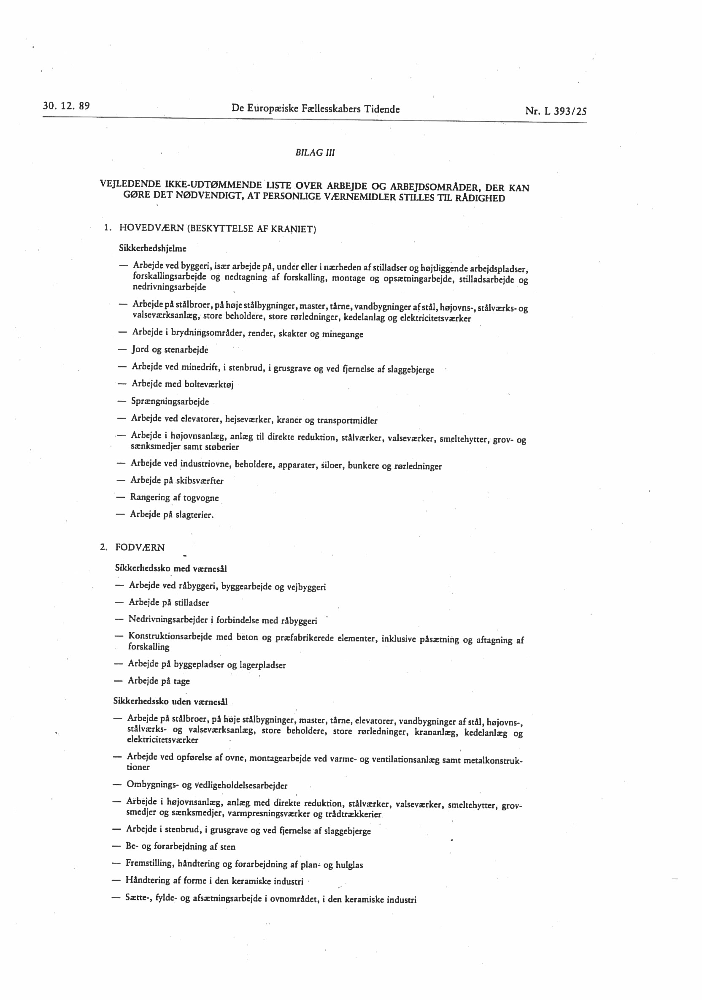 30. 12. 89
De Europæiske Fællesskabers Tidende
Nr. L 393/25
BILAG III
VEJLEDENDE IKKE-UDTØMMENDE LISTE OVER ARBEJDE OG ARBEJDSOMRÅDER, DER KAN
GØRE DET NØDVENDIGT, AT PERSONLIGE VÆRNEMIDLER STILLES TIL RÅDIGHED
1. HOVEDVÆRN (BESKYTTELSE AF KRANIET)
Sikkerhedshjelme
— Arbejde ved byggeri, især arbejde på, under eller i nærheden af stilladser og højtliggende arbejdspladser,
forskallingsarbejde og nedtagning af forskalling, montage og opsætningarbejde, stilladsarbejde og
nedrivningsarbejde
— Arbejde på stålbroer, på høje stålbygninger, master, tårne, vandbygninger af stål, højovns-, stålværks- og
valseværksanlæg, store beholdere, store rørledninger, kedelanlag og elektricitetsværker
— Arbejde i brydningsområder, render, skakter og minegange
— Jord og stenarbejde
— Arbejde ved minedrift, i stenbrud, i grusgrave og ved fjernelse af slaggebjerge
— Arbejde med bolteværktøj
— Sprængningsarbejde
— Arbejde ved elevatorer, hejseværker, kraner og transportmidler
— Arbejde i højovnsanlæg, anlæg til direkte reduktion, stålværker, valseværker, smeltehytter, grov- og
sænksmedjer samt støberier
— Arbejde ved industriovne, beholdere, apparater, siloer, bunkere og rørledninger
— Arbejde på skibsværfter
— Rangering af togvogne
— Arbejde på slagterier.
2. FODVÆRN
Sikkerhedssko med værnesål
— Arbejde ved råbyggeri, byggearbejde og vejbyggeri
— Arbejde på stilladser
— Nedrivningsarbejder i forbindelse med råbyggeri
— Konstruktionsarbejde med beton og præfabrikerede elementer, inklusive påsætning og aftagning af
forskalling
— Arbejde på byggepladser og lagerpladser
— Arbejde på tage
Sikkerhedssko uden værnesål
— Arbejde på stålbroer, på høje stålbygninger, master, tårne, elevatorer, vandbygninger af stål, højovns-,
stålværks- og valseværksanlæg, store beholdere, store rørledninger, krananlæg, kedelanlæg og
elektricitetsværker
— Arbejde ved opførelse af ovne, montagearbejde ved varme- og ventilationsanlæg samt metalkonstruk-
tioner
— Ombygnings- og vedligeholdelsesarbejder
— Arbejde i højovnsanlæg, anlæg med direkte reduktion, stålværker, valseværker, smeltehytter, grov-
smedjer og sænksmedjer, varmpresningsværker og trådtrækkerier
— Arbejde i stenbrud, i grusgrave og ved fjernelse af slaggebjerge
— Be- og forarbejdning af sten
— Fremstilling, håndtering og forarbejdning af plan- og hulglas
— Håndtering af forme i den keramiske industri
— Sætte-, fylde- og afsætningsarbejde i ovnområdet, i den keramiske industri